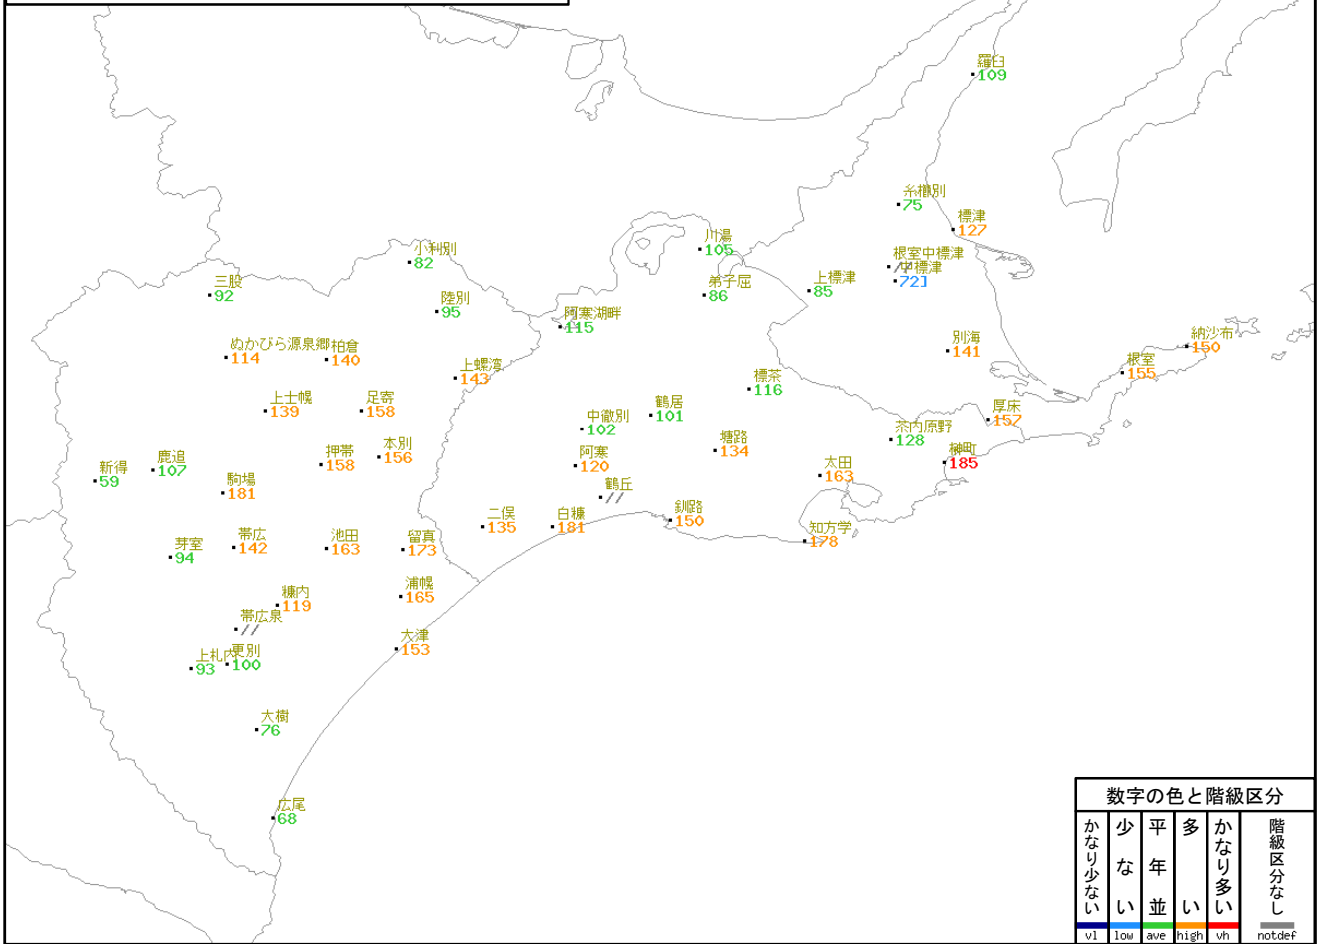 羅臼
109
糸櫛別
75
標津
127
根室中標津
//
中標津
72]
川湯
105
小利別
82
弟子屈
86
上標津
85
三股
92
陸別
95
阿寒湖畔
115
ぬかびら源泉郷
114
柏倉
140
別海
141
納沙布
150
根室
155
上螺湾
143
標茶
116
上士幌
139
足寄
158
鶴居
101
中徹別
102
厚床
157
茶内原野
128
塘路
134
本別
156
押帯
158
鹿追
107
新得
59
阿寒
120
太田
163
榊町
185
駒場
181
鶴丘
//
二俣
135
白糠
181
釧路
150
知方学
178
帯広
142
池田
163
留真
173
芽室
94
浦幌
165
糠内
119
帯広泉
//
大津
153
上札内
93
更別
100
大樹
76
広尾
68
数字の色と階級区分
かなり少ない
少ない
平年並
多い
かなり多い
階級区分なし
vl
low
ave
high
vh
notdef